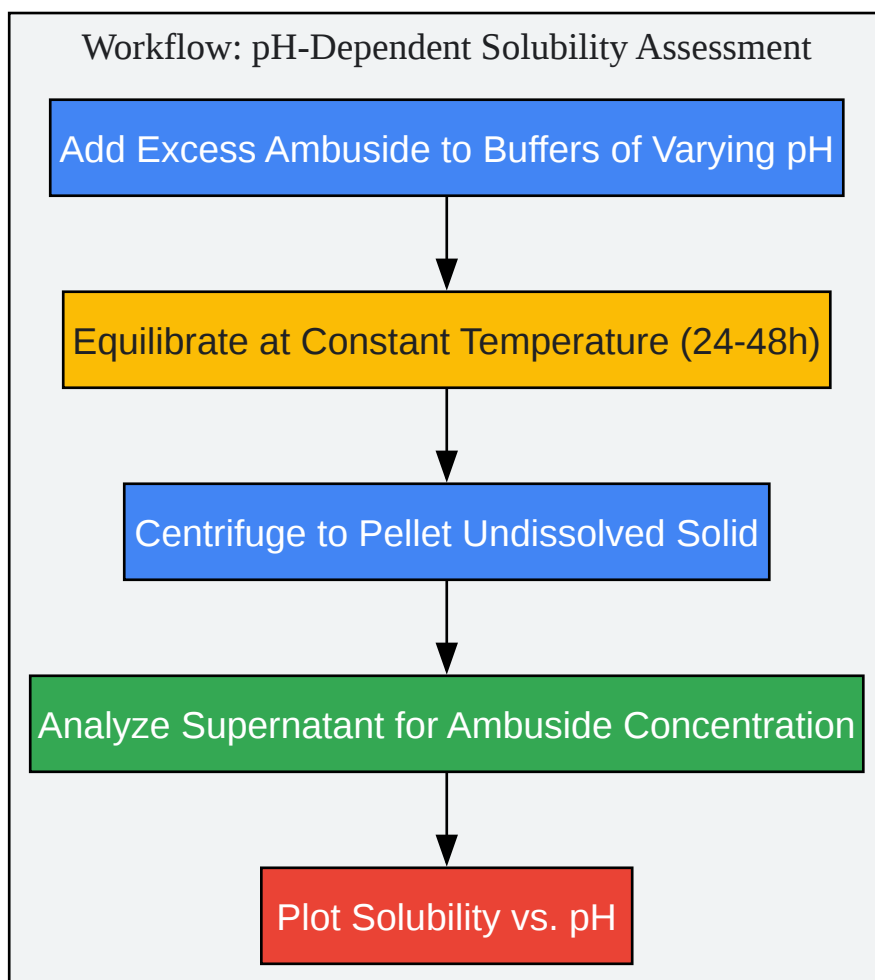 Workflow: pH-Dependent Solubility Assessment
Add Excess Ambuside to Buffers of Varying pH
Equilibrate at Constant Temperature (24-48h)
Centrifuge to Pellet Undissolved Solid
Analyze Supernatant for Ambuside Concentration
Plot Solubility vs. pH